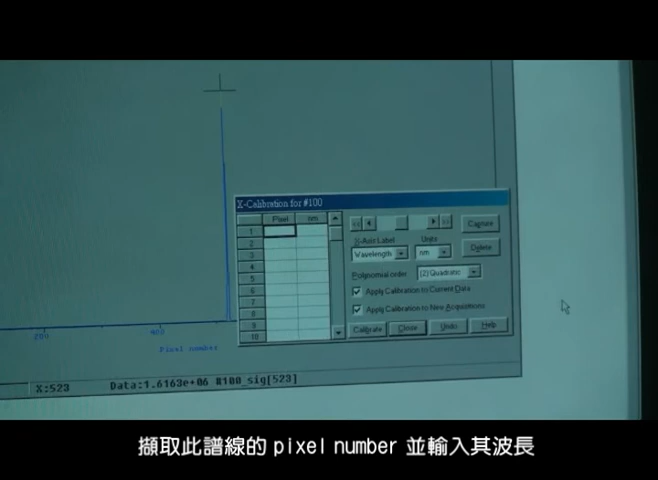 X-Calibration for #100
Pixel nm
1
2
3
4
5
6
7
8
9
10
Capture
X-Axis Label Units
Wavelength nm
Delete
Polynomial order (2) Quadratic
Apply Calibration to Current Data
Apply Calibration to New Acquisitions
Calibrate Close Undo Help
200 400
Pixel number
X:523 Data:1.6163e+06 #100_sig[523]
擷取此譜線的 pixel number 並輸入其波長